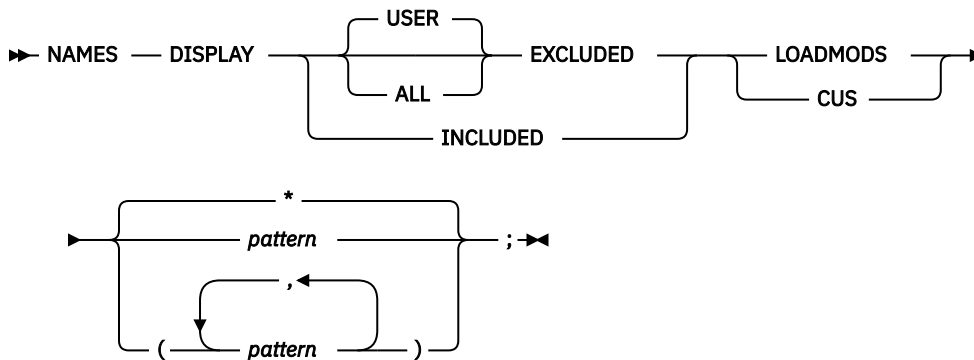 USER
NAMES DISPLAY EXCLUDED LOADMODS
ALL CUS
INCLUDED
*
pattern ;
,
( pattern )